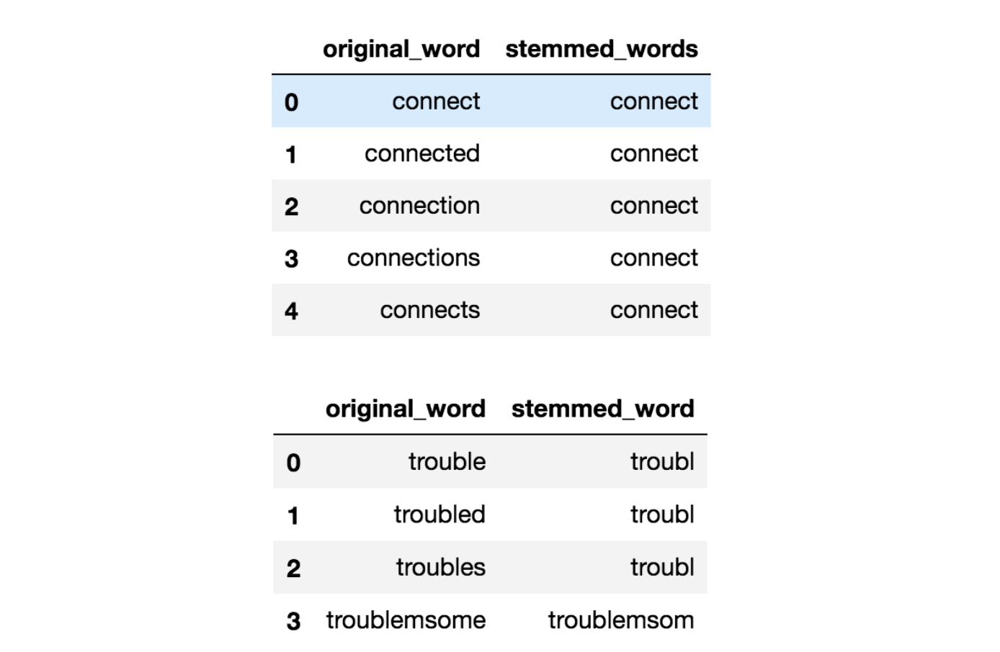 original_word stemmed_words
0 connect connect
1 connected connect
2 connection connect
3 connections connect
4 connects connect
original_word stemmed_word
0 trouble troubl
1 troubled troubl
2 troubles troubl
3 troublemsome troublemsom